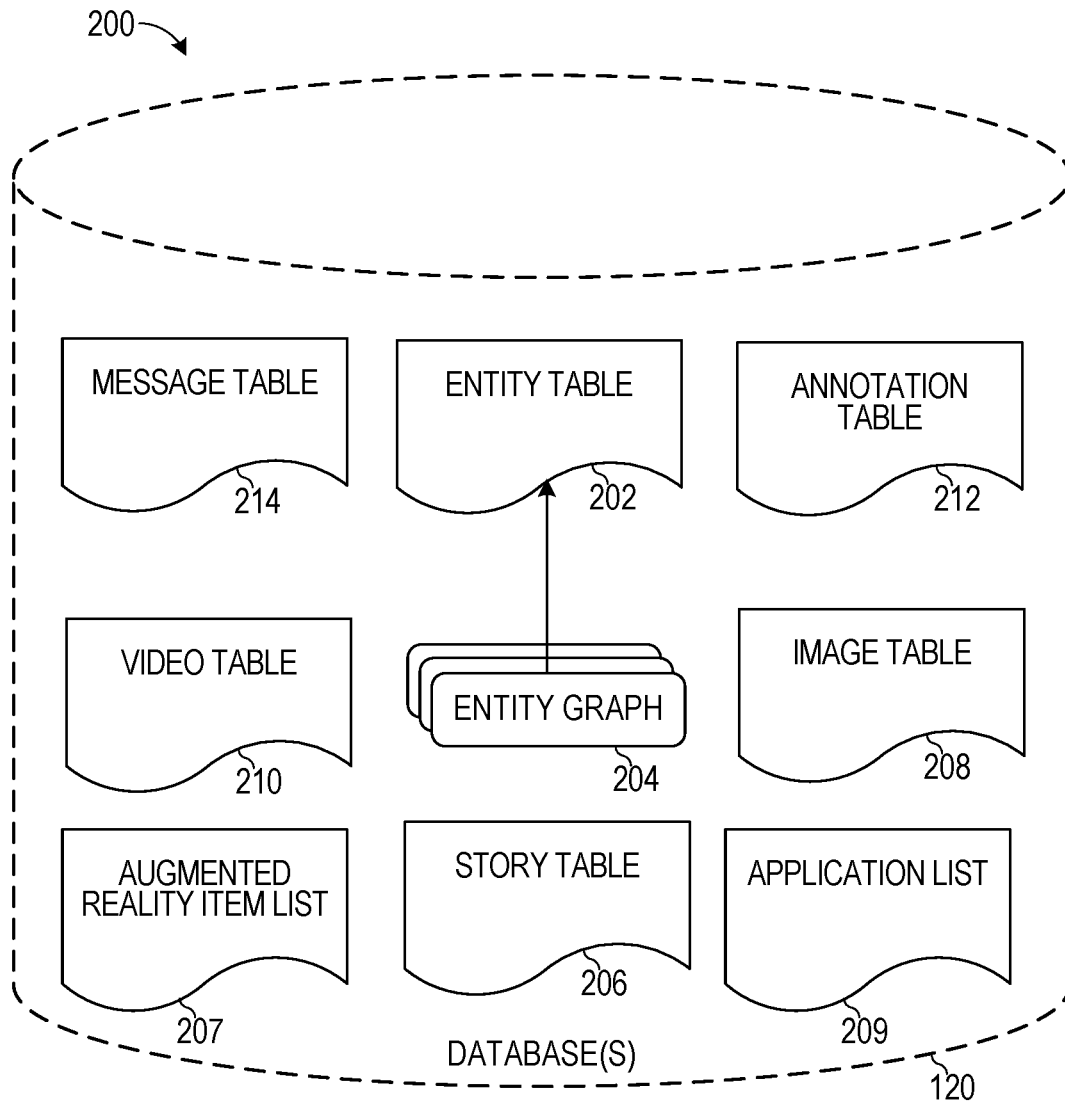 200
MESSAGE TABLE
214
ENTITY TABLE
202
ANNOTATION
TABLE
212
VIDEO TABLE
210
ENTITY GRAPH
204
IMAGE TABLE
208
AUGMENTED
REALITY ITEM LIST
207
STORY TABLE
206
APPLICATION LIST
209
DATABASE(S)
120